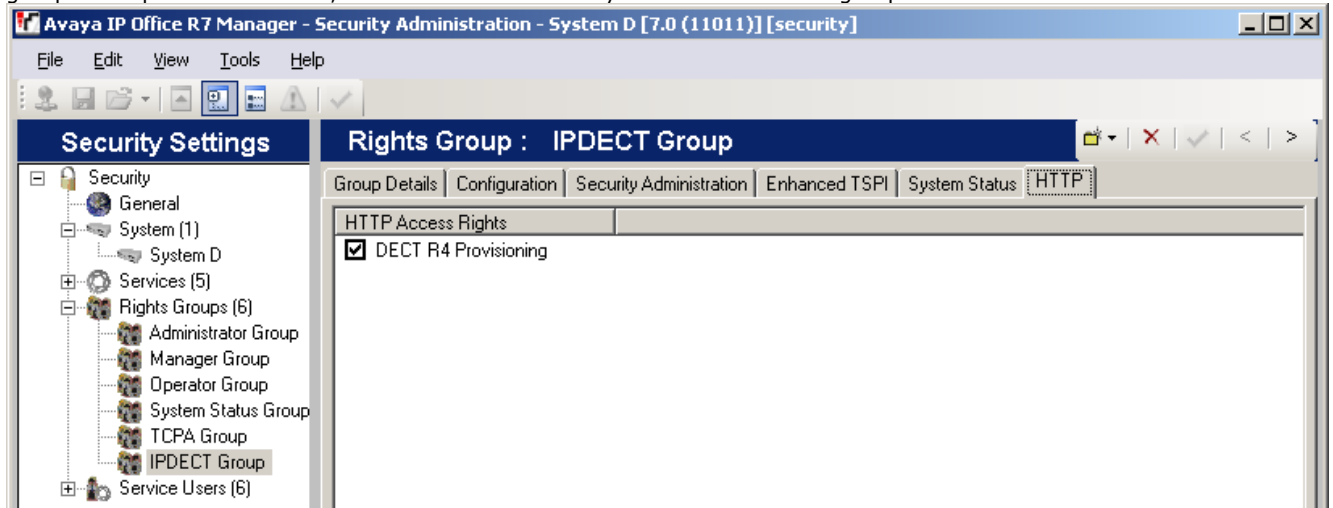 Avaya IP Office R7 Manager - Security Administration - System D [7.0 (11011)] [security]
File Edit View Tools Help
Security Settings
Rights Group : IPDECT Group
Security
General
System (1)
System D
Services (5)
Rights Groups (6)
Administrator Group
Manager Group
Operator Group
System Status Group
TCPA Group
IPDECT Group
Service Users (6)
Group Details Configuration Security Administration Enhanced TSPI System Status HTTP
HTTP Access Rights
DECT R4 Provisioning